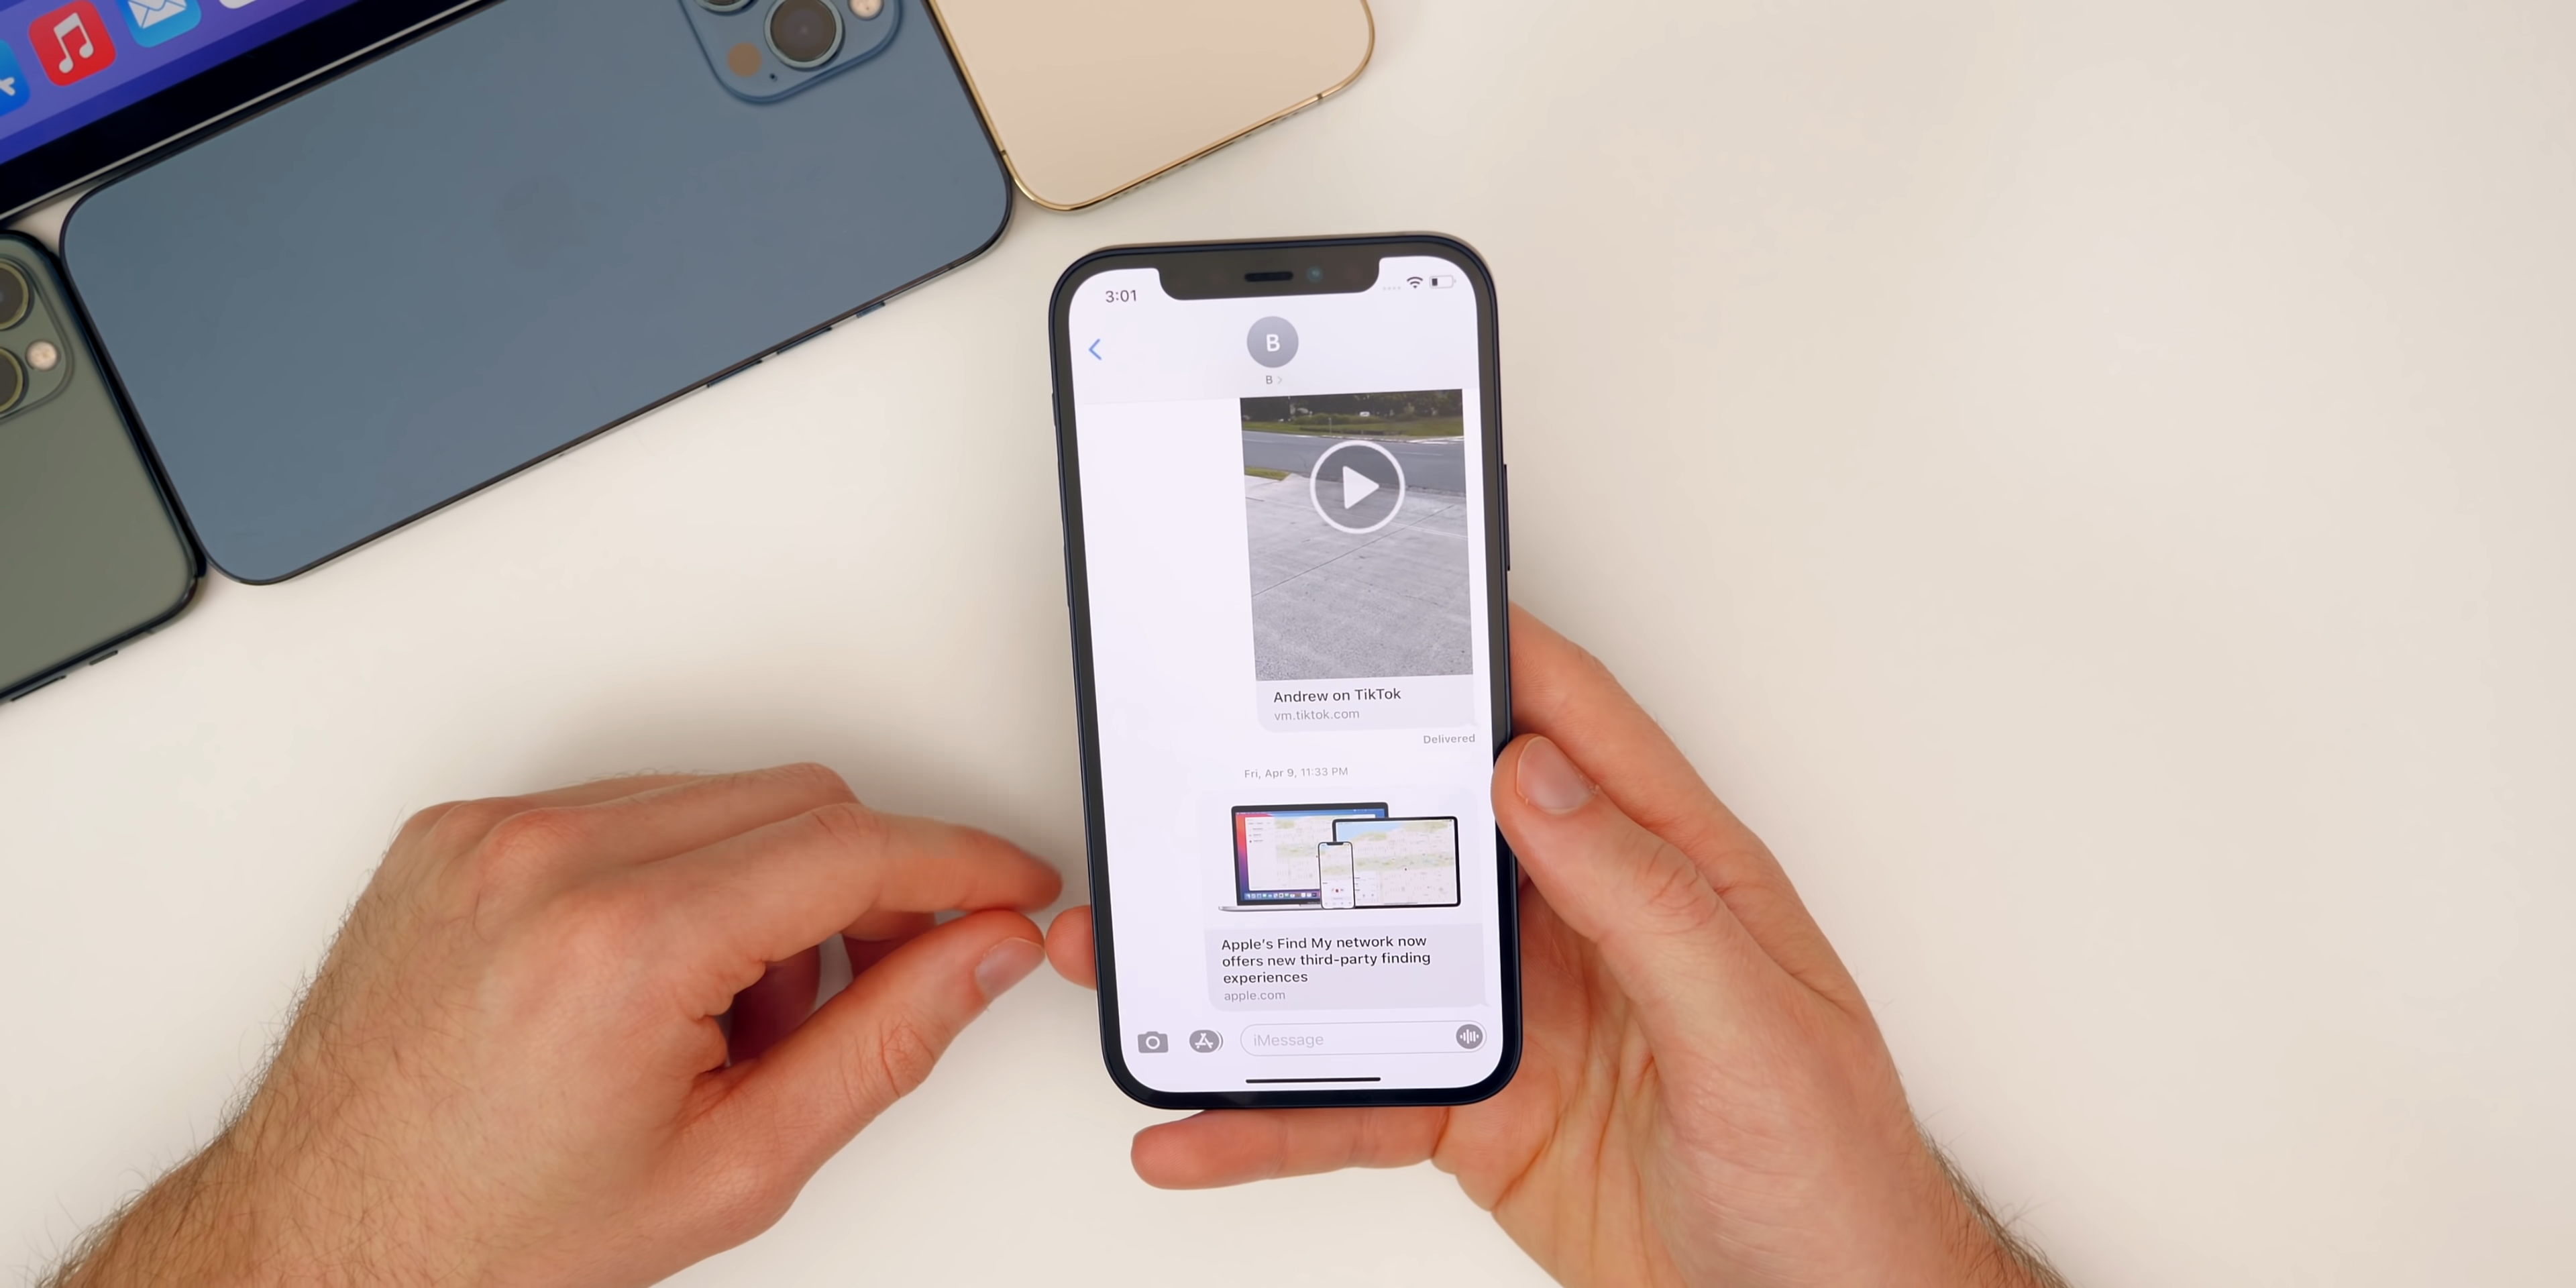 3:01
B
B >
Andrew on TikTok
vm.tiktok.com
Delivered
Fri, Apr 9, 11:33 PM
Apple's Find My network now
offers new third-party finding
experiences
apple.com
iMessage